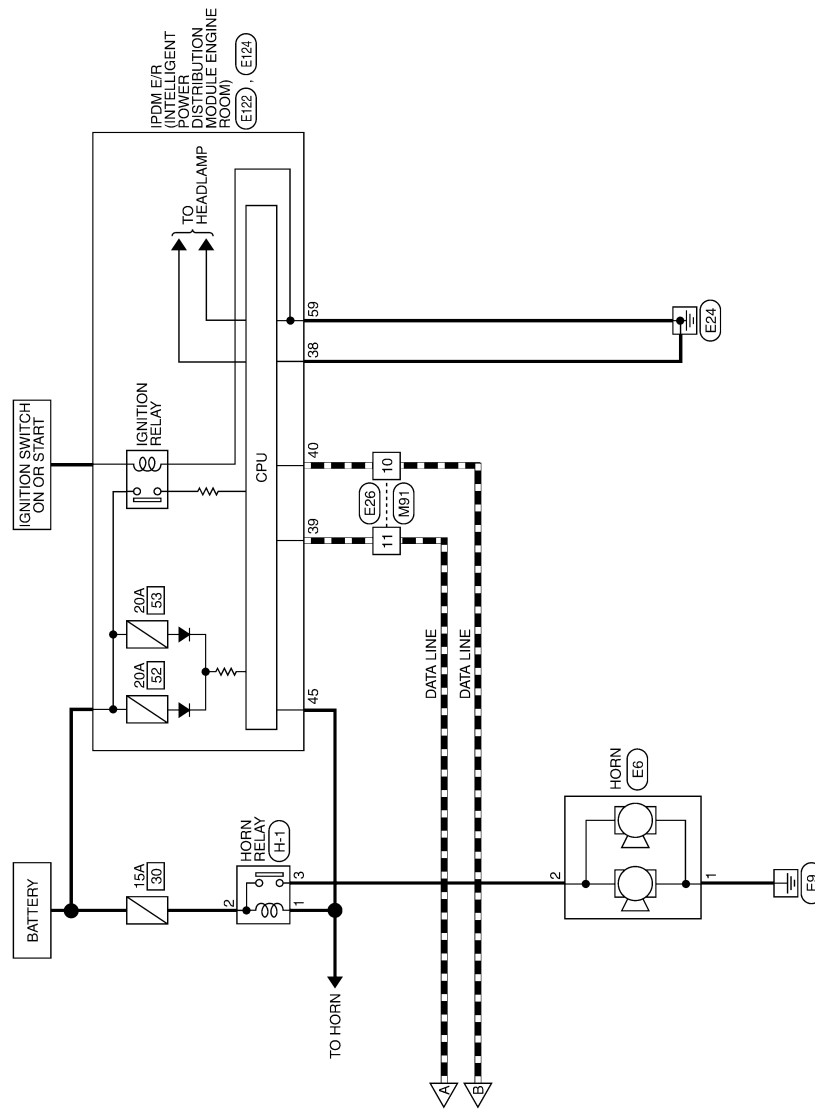 BATTERY
IGNITION SWITCH
ON OR START
15A
30
20A
52
20A
53
IGNITION
RELAY
TO
HEADLAMP
IPDM E/R
(INTELLIGENT
POWER
DISTRIBUTION
MODULE ENGINE
ROOM)
E122 , E124
HORN
RELAY
H-1
2
1
3
CPU
45
39
40
38
59
TO HORN
E26
11
10
M91
DATA LINE
DATA LINE
A
B
HORN
E6
2
1
E24